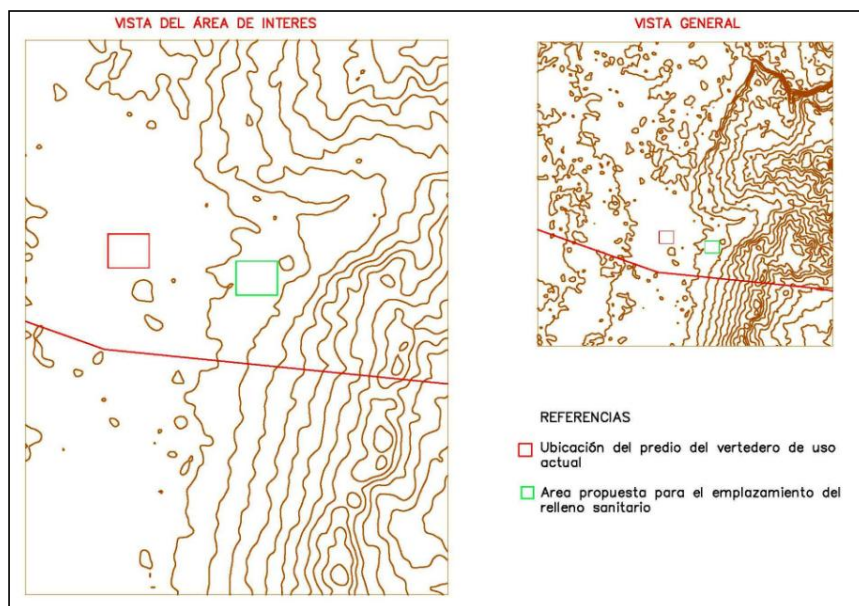 VISTA DEL ÁREA DE INTERES
VISTA GENERAL
REFERENCIAS
Ubicación del predio del vertedero de uso
actual
Area propuesta para el emplazamiento del
relleno sanitario